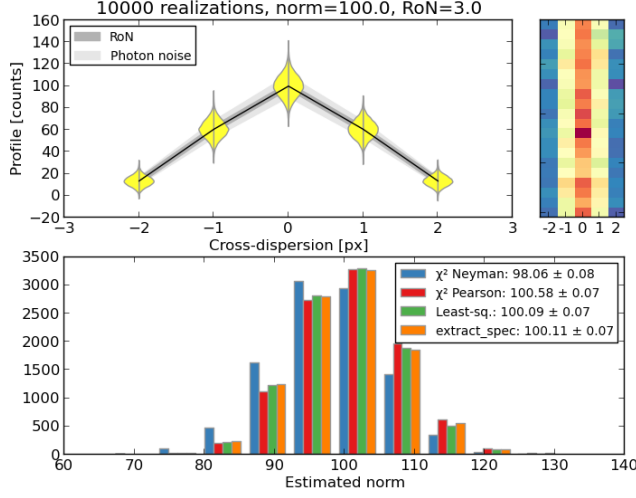 10000 realizations, norm=100.0, RoN=3.0
160
140
120
100
80
60
40
20
0
−20
Profile [counts]
RoN
Photon noise
−3 −2 −1 0 1 2 3
Cross-dispersion [px]
-2 -1 0 1 2
3500
3000
2500
2000
1500
1000
500
0
χ² Neyman: 98.06 ± 0.08
χ² Pearson: 100.58 ± 0.07
Least-sq.: 100.09 ± 0.07
extract_spec: 100.11 ± 0.07
60 70 80 90 100 110 120 130 140
Estimated norm